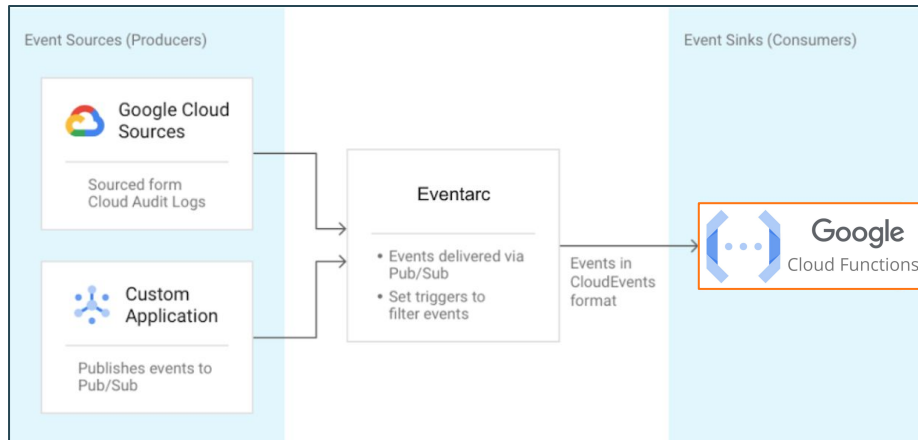 Event Sources (Producers)
Event Sinks (Consumers)
Google Cloud
Sources
Sourced form
Cloud Audit Logs
Custom
Application
Publishes events to
Pub/Sub
Eventarc
• Events delivered via
Pub/Sub
• Set triggers to
filter events
Events in
CloudEvents
format
Google
Cloud Functions